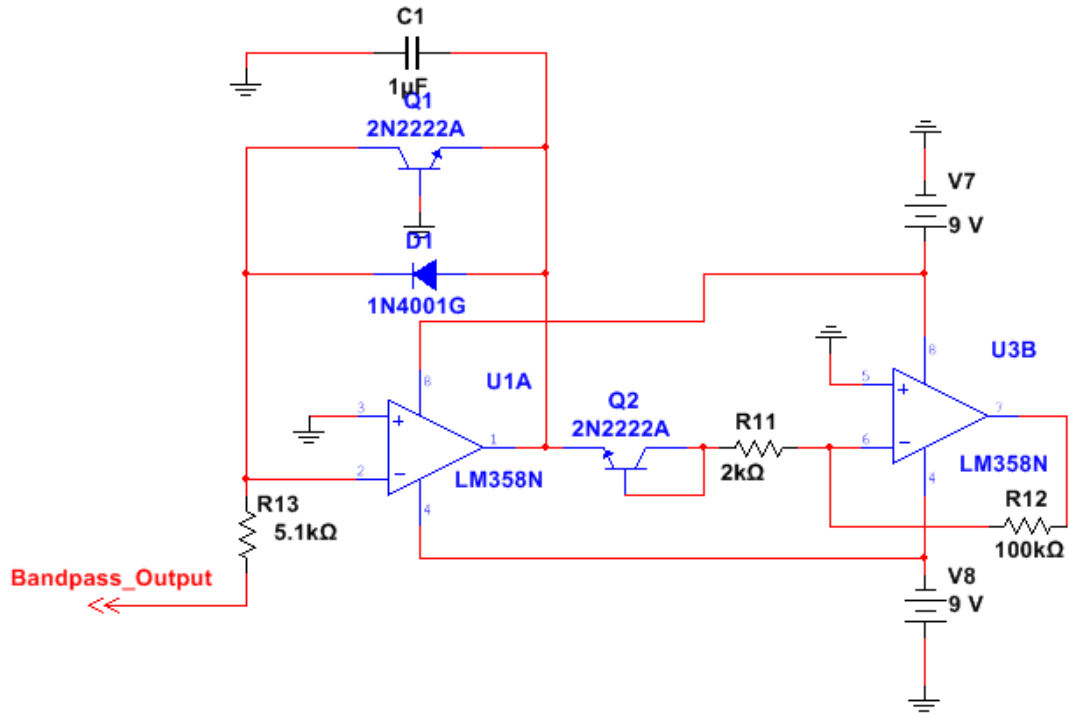 C1
1µF
Q1
2N2222A
D1
1N4001G
V7
9 V
8
U1A
3
+
1
2
−
LM358N
4
Q2
2N2222A
R11
2kΩ
8
U3B
5
+
7
6
−
LM358N
4
R12
100kΩ
R13
5.1kΩ
Bandpass_Output
V8
9 V